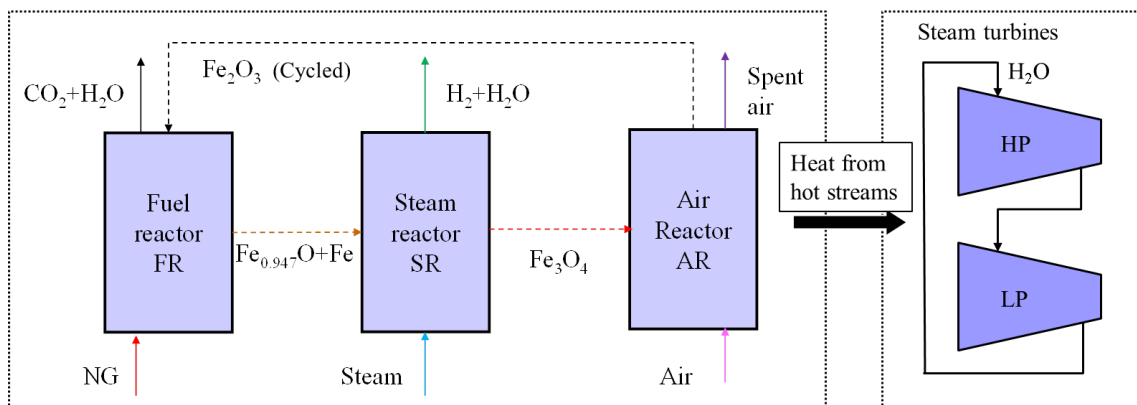 Steam turbines
Fe₂O₃ (Cycled)
H₂O
CO₂+H₂O
H₂+H₂O
Spent
air
HP
Heat from
hot streams
Fuel
reactor
FR
Steam
reactor
SR
Air
Reactor
AR
Fe₀.₉₄₇O+Fe
Fe₃O₄
LP
NG
Steam
Air